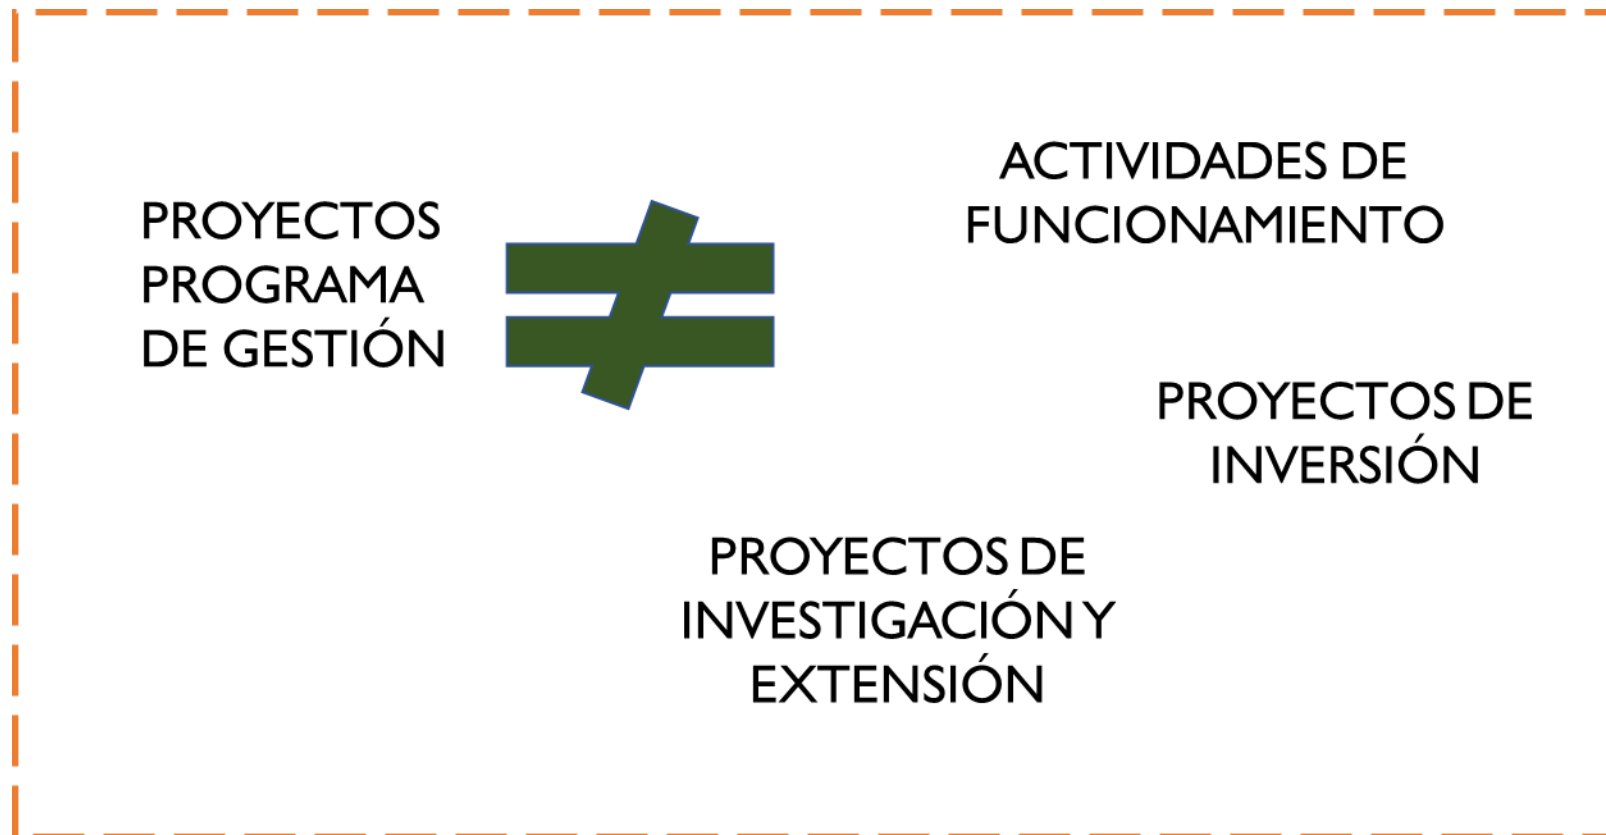 PROYECTOS
PROGRAMA
DE GESTIÓN
ACTIVIDADES DE
FUNCIONAMIENTO
PROYECTOS DE
INVERSIÓN
PROYECTOS DE
INVESTIGACIÓN Y
EXTENSIÓN